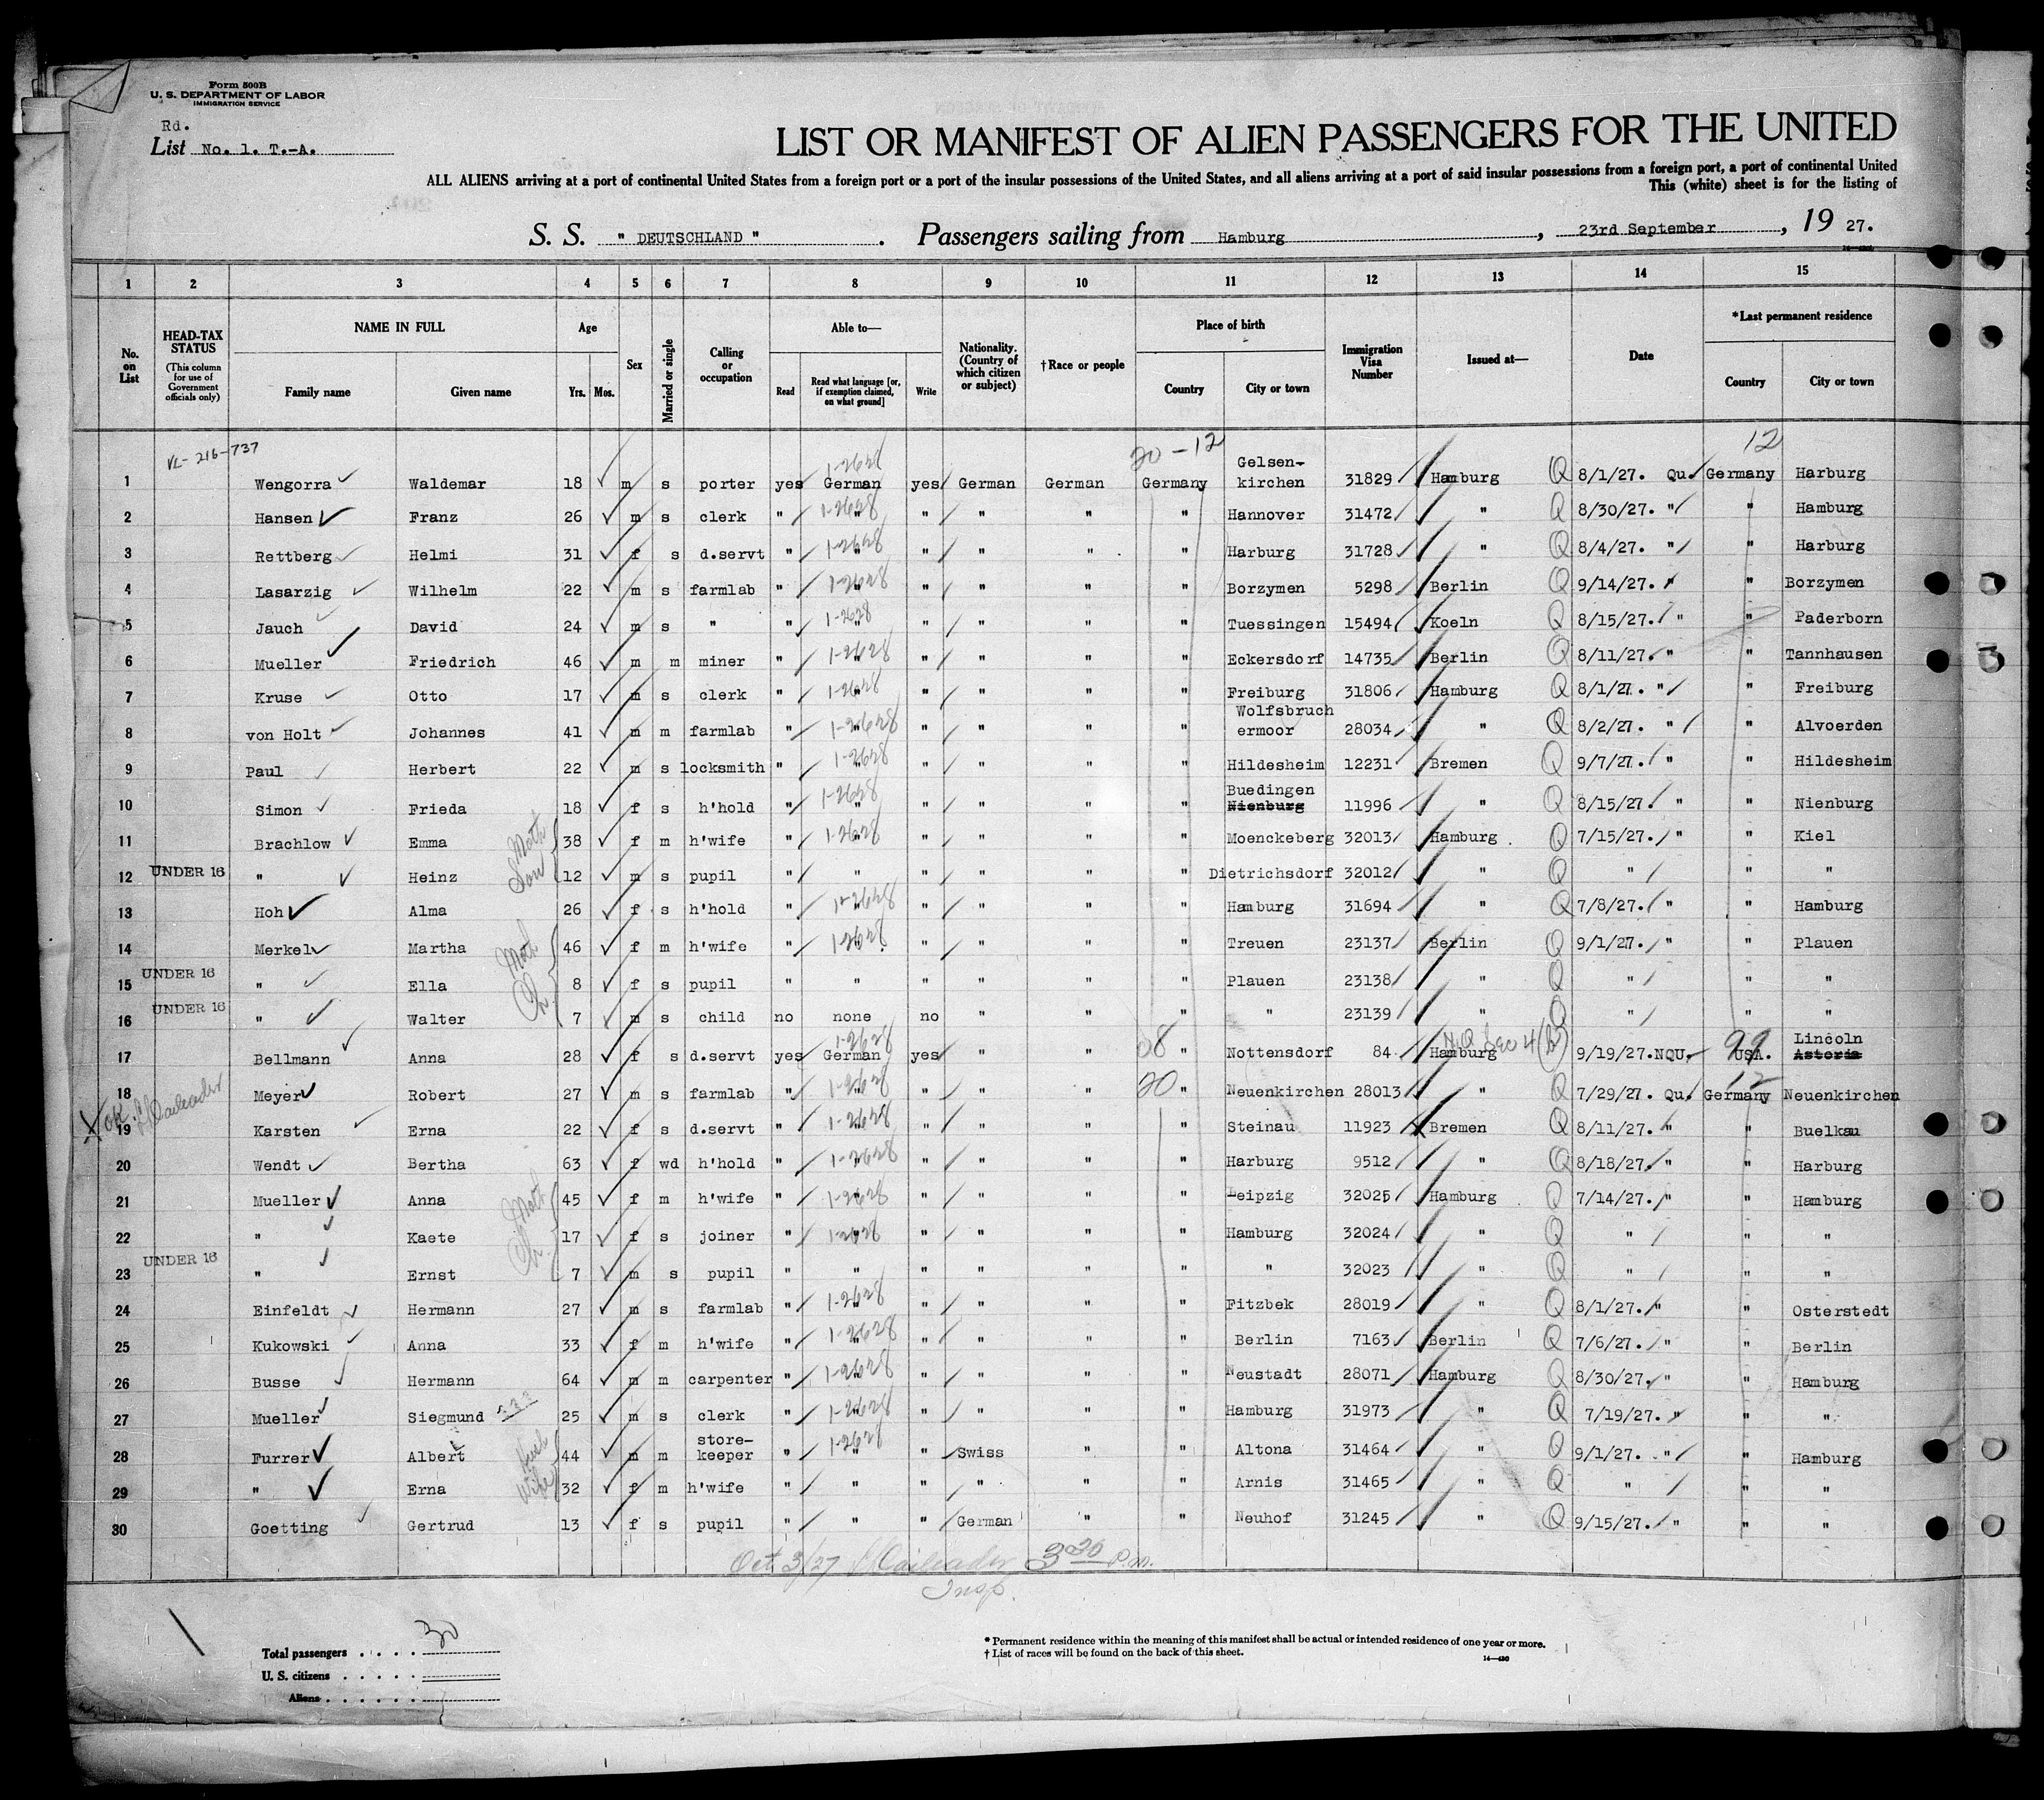 Form 500B
U. S. DEPARTMENT OF LABOR
IMMIGRATION SERVICE
Rd.
List No. 1. T.-A.
LIST OR MANIFEST OF ALIEN PASSENGERS FOR THE UNITED
ALL ALIENS arriving at a port of continental United States from a foreign port or a port of the insular possessions of the United States, and all aliens arriving at a port of said insular possessions from a foreign port, a port of continental United
This (white) sheet is for the listing of
S. S. " DEUTSCHLAND " . Passengers sailing from Hamburg , 23rd September , 19 27.
1 2 3 4 5 6 7 8 9 10 11 12 13 14 15
No. on List HEAD-TAX STATUS (This column for use of Government officials only) NAME IN FULL Family name Given name Age Yrs. Mos. Sex Married or single Calling or occupation Able to— Read Read what language [or, if exemption claimed, on what ground] Write Nationality. (Country of which citizen or subject) †Race or people Place of birth Country City or town Immigration Visa Number Issued at— Date *Last permanent residence Country City or town
VL-216-737 20-12 12
1 Wengorra Waldemar 18 m s porter yes German yes German German Germany Gelsen-kirchen 31829 Hamburg Q 8/1/27. Qu. Germany Harburg
2 Hansen Franz 26 m s clerk " " " " " " Hannover 31472 " Q 8/30/27. " " Hamburg
3 Rettberg Helmi 31 f s d.servt " " " " " " Harburg 31728 " Q 8/4/27. " " Harburg
4 Lasarzig Wilhelm 22 m s farmlab " " " " " " Borzymen 5298 Berlin Q 9/14/27. " " Borzymen
5 Jauch David 24 m s " " " " " " " Tuessingen 15494 Koeln Q 8/15/27. " " Paderborn
6 Mueller Friedrich 46 m m miner " " " " " " Eckersdorf 14735 Berlin Q 8/11/27. " " Tannhausen
7 Kruse Otto 17 m s clerk " " " " " " Freiburg 31806 Hamburg Q 8/1/27. " " Freiburg
8 von Holt Johannes 41 m m farmlab " " " " " " Wolfsbruch ermoor 28034 " Q 8/2/27. " " Alvoerden
9 Paul Herbert 22 m s locksmith " " " " " " Hildesheim 12231 Bremen Q 9/7/27. " " Hildesheim
10 Simon Frieda 18 f s h'hold " " " " " " Buedingen Nienburg 11996 " Q 8/15/27. " " Nienburg
11 Brachlow Emma Moth 38 f m h'wife " " " " " " Moenckeberg 32013 Hamburg Q 7/15/27. " " Kiel
12 UNDER 16 " Heinz Son 12 m s pupil " " " " " " Dietrichsdorf 32012 " Q " " "
13 Hoh Alma 26 f s h'hold " " " " " " Hamburg 31694 " Q 7/8/27. " " Hamburg
14 Merkel Martha Moth 46 f m h'wife " " " " " " Treuen 23137 Berlin Q 9/1/27. " " Plauen
15 UNDER 16 " Ella Ch. 8 f s pupil " " " " " " Plauen 23138 " Q " " "
16 UNDER 16 " Walter 7 m s child no none no " " " " 23139 " Q " " "
17 Bellmann Anna 28 f s d.servt yes German yes " " 08 " Nottensdorf 84 Hamburg NQ Sec 4 (b) 9/19/27. NQU. 99 USA. Lincoln Astoria
18 Meyer Robert 27 m s farmlab " " " " " 20 " Neuenkirchen 28013 " Q 7/29/27. Qu. 12 Germany Neuenkirchen
X OK.
19 Karsten Erna 22 f s d.servt " " " " " " Steinau 11923 Bremen Q 8/11/27. " " Buelkau
20 Wendt Bertha 63 f wd h'hold " " " " " " Harburg 9512 " Q 8/18/27. " " Harburg
21 Mueller Anna Moth 45 f m h'wife " " " " " " Leipzig 32025 Hamburg Q 7/14/27. " " Hamburg
22 " Kaete Ch. 17 f s joiner " " " " " " Hamburg 32024 " Q " " "
23 UNDER 16 " Ernst 7 m s pupil " " " " " " " 32023 " Q " " "
24 Einfeldt Hermann 27 m s farmlab " " " " " " Fitzbek 28019 " Q 8/1/27. " " Osterstedt
25 Kukowski Anna 33 f m h'wife " " " " " " Berlin 7163 Berlin Q 7/6/27. " " Berlin
26 Busse Hermann 64 m m carpenter " " " " " " Neustadt 28071 Hamburg Q 8/30/27. " " Hamburg
27 Mueller Siegmund 25 m s clerk " " " " " " Hamburg 31973 " Q 7/19/27. " " "
28 Furrer Albert 44 m m store-keeper " " " Swiss " " Altona 31464 " Q 9/1/27. " " Hamburg
29 " Erna Wife 32 f m h'wife " " " " " " Arnis 31465 " Q " " "
30 Goetting Gertrud 13 f s pupil " " " German " " Neuhof 31245 " Q 9/15/27. " " "
Oct 3/27 3 30 P.M.
Insp.
Total passengers . . . . 30
U. S. citizens . . . . .
Aliens . . . . . .
* Permanent residence within the meaning of this manifest shall be actual or intended residence of one year or more.
† List of races will be found on the back of this sheet.
14—430